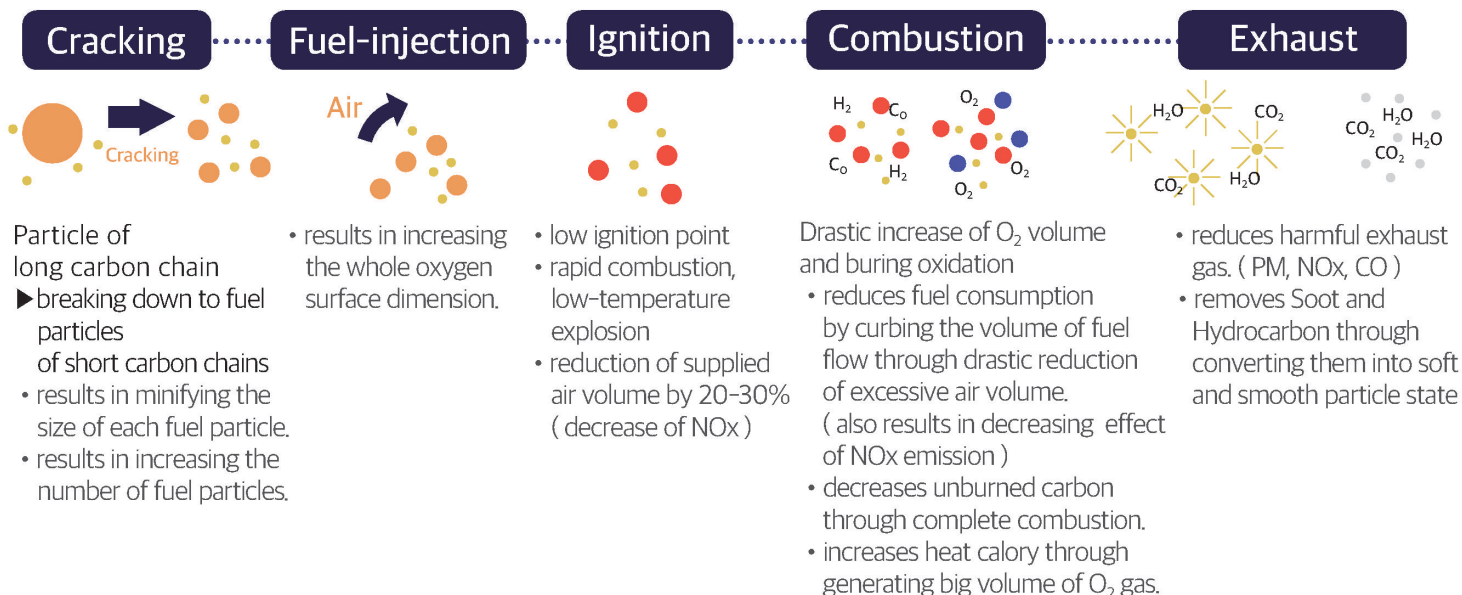 Cracking
Fuel-injection
Ignition
Combustion
Exhaust
Cracking
Air
H2
Co
Co
H2
O2
O2
O2
H2O
CO2
CO2
H2O
H2O
CO2
H2O
CO2
Particle of
long carbon chain
▶breaking down to fuel
particles
of short carbon chains
• results in minifying the
size of each fuel particle.
• results in increasing the
number of fuel particles.
• results in increasing
the whole oxygen
surface dimension.
• low ignition point
• rapid combustion,
low-temperature
explosion
• reduction of supplied
air volume by 20-30%
( decrease of NOx )
Drastic increase of O2 volume
and buring oxidation
• reduces fuel consumption
by curbing the volume of fuel
flow through drastic reduction
of excessive air volume.
( also results in decreasing effect
of NOx emission )
• decreases unburned carbon
through complete combustion.
• increases heat calory through
generating big volume of O2 gas.
• reduces harmful exhaust
gas. ( PM, NOx, CO )
• removes Soot and
Hydrocarbon through
converting them into soft
and smooth particle state